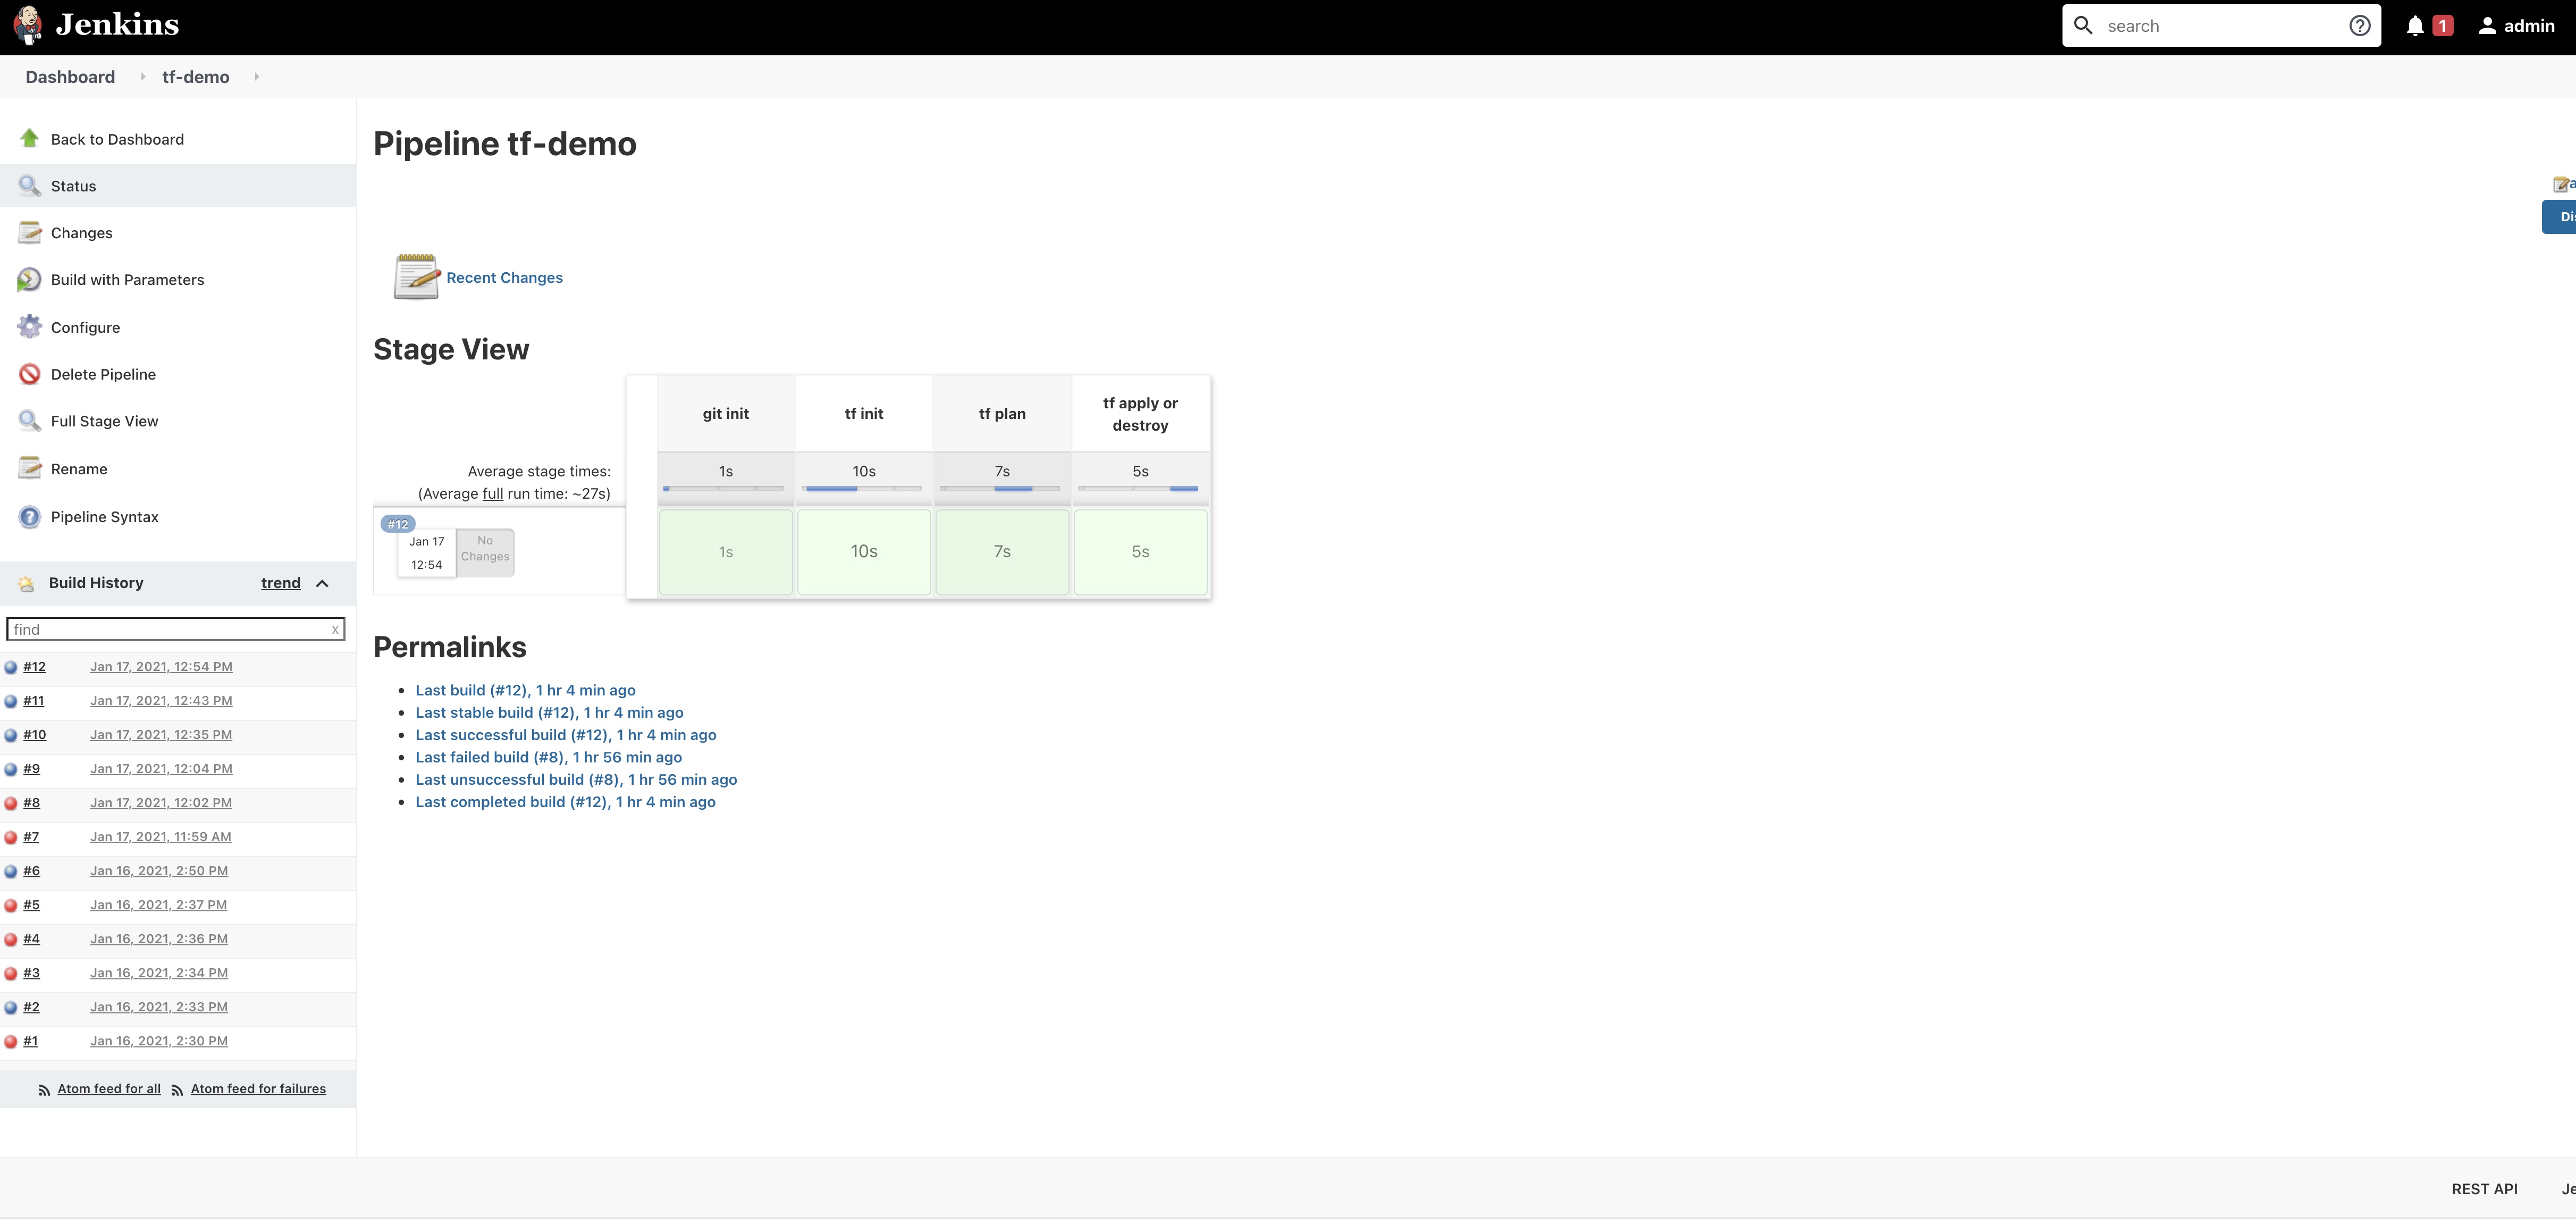 Jenkins
search
1
admin
Dashboard
tf-demo
Back to Dashboard
Status
Changes
Build with Parameters
Configure
Delete Pipeline
Full Stage View
Rename
Pipeline Syntax
Build History
trend
find
x
#12 Jan 17, 2021, 12:54 PM
#11 Jan 17, 2021, 12:43 PM
#10 Jan 17, 2021, 12:35 PM
#9 Jan 17, 2021, 12:04 PM
#8 Jan 17, 2021, 12:02 PM
#7 Jan 17, 2021, 11:59 AM
#6 Jan 16, 2021, 2:50 PM
#5 Jan 16, 2021, 2:37 PM
#4 Jan 16, 2021, 2:36 PM
#3 Jan 16, 2021, 2:34 PM
#2 Jan 16, 2021, 2:33 PM
#1 Jan 16, 2021, 2:30 PM
Atom feed for all
Atom feed for failures
Pipeline tf-demo
Recent Changes
Stage View
git init
tf init
tf plan
tf apply or
destroy
Average stage times:
(Average full run time: ~27s)
1s
10s
7s
5s
#12
Jan 17
12:54
No
Changes
1s
10s
7s
5s
Permalinks
Last build (#12), 1 hr 4 min ago
Last stable build (#12), 1 hr 4 min ago
Last successful build (#12), 1 hr 4 min ago
Last failed build (#8), 1 hr 56 min ago
Last unsuccessful build (#8), 1 hr 56 min ago
Last completed build (#12), 1 hr 4 min ago
REST API